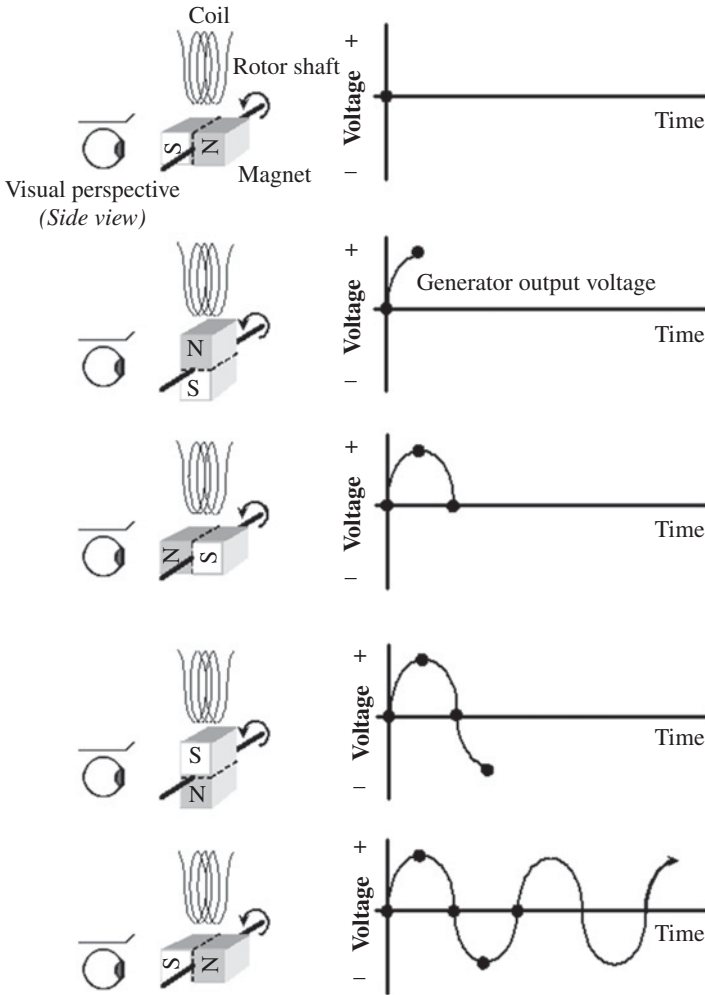 Coil
Rotor shaft
S
N
Magnet
Visual perspective
(Side view)
+
Voltage
–
Time
N
S
+
Voltage
–
Generator output voltage
Time
N
S
+
Voltage
–
Time
S
N
+
Voltage
–
Time
S
N
+
Voltage
–
Time